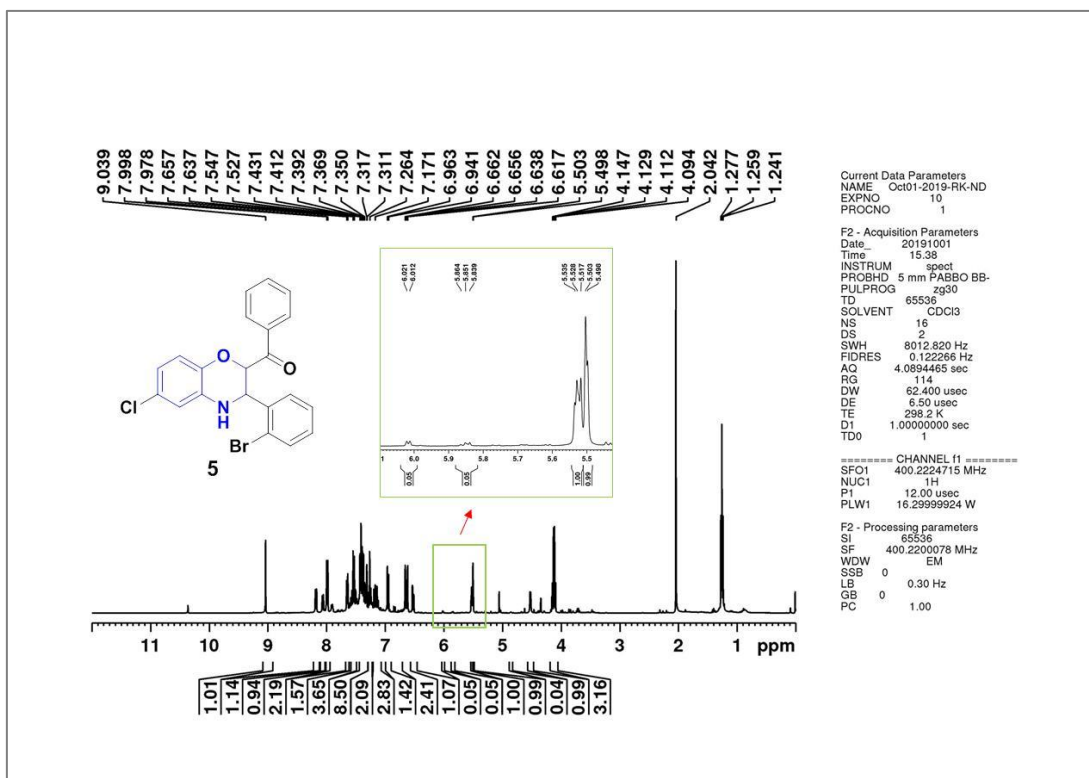 9.039 7.998 7.978 7.657 7.637 7.547 7.527 7.431 7.412 7.392 7.369 7.350 7.317 7.311 7.264 7.171 6.963 6.941 6.662 6.656 6.638 6.617 5.503 5.498 4.147 4.129 4.112 4.094 2.042 1.277 1.259 1.241
6.021 6.012 5.864 5.851 5.839 5.535 5.528 5.517 5.503 5.498
6.0 5.9 5.8 5.7 5.6 5.5
0.05 0.05 1.00 0.99
O
O
Cl
N
H
Br
5
11 10 9 8 7 6 5 4 3 2 1 ppm
1.01 1.14 0.94 2.19 1.57 3.65 8.50 2.09 2.83 1.42 2.41 1.07 0.05 0.05 1.00 0.99 0.04 0.99 3.16
Current Data Parameters
NAME Oct01-2019-RK-ND
EXPNO 10
PROCNO 1
F2 - Acquisition Parameters
Date_ 20191001
Time 15.38
INSTRUM spect
PROBHD 5 mm PABBO BB-
PULPROG zg30
TD 65536
SOLVENT CDCl3
NS 16
DS 2
SWH 8012.820 Hz
FIDRES 0.122266 Hz
AQ 4.0894465 sec
RG 114
DW 62.400 usec
DE 6.50 usec
TE 298.2 K
D1 1.00000000 sec
TD0 1
======== CHANNEL f1 ========
SFO1 400.2224715 MHz
NUC1 1H
P1 12.00 usec
PLW1 16.29999924 W
F2 - Processing parameters
SI 65536
SF 400.2200078 MHz
WDW EM
SSB 0
LB 0.30 Hz
GB 0
PC 1.00